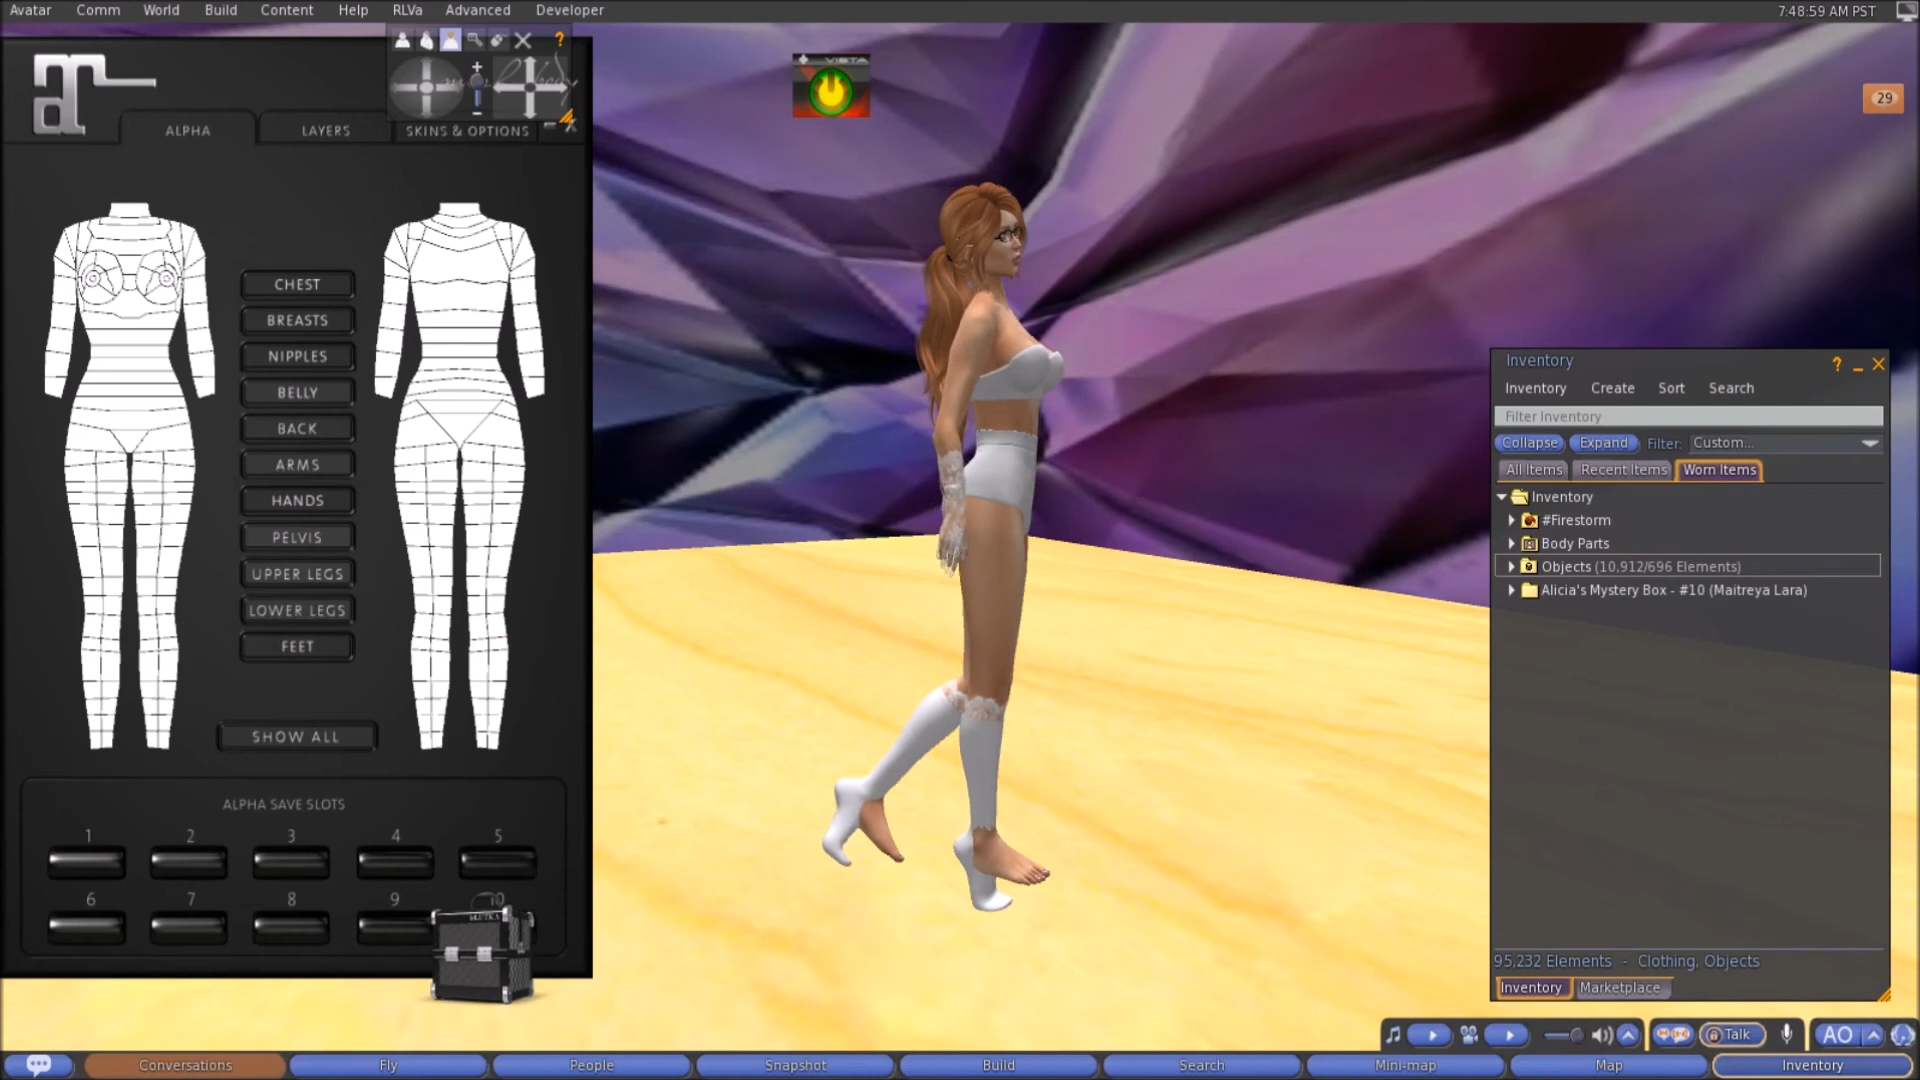 Avatar Comm World Build Content Help RLVa Advanced Developer
7:48:59 AM PST
?
VISTA
29
ALPHA LAYERS SKINS & OPTIONS
CHEST
BREASTS
NIPPLES
BELLY
BACK
ARMS
HANDS
PELVIS
UPPER LEGS
LOWER LEGS
FEET
SHOW ALL
ALPHA SAVE SLOTS
1 2 3 4 5
6 7 8 9 10
Inventory
?
Inventory Create Sort Search
Filter Inventory
Collapse Expand Filter: Custom...
All Items Recent Items Worn Items
Inventory
#Firestorm
Body Parts
Objects (10,912/696 Elements)
Alicia's Mystery Box - #10 (Maitreya Lara)
95,232 Elements - Clothing, Objects
Inventory Marketplace
Talk AO
Conversations Fly People Snapshot Build Search Mini-map Map Inventory